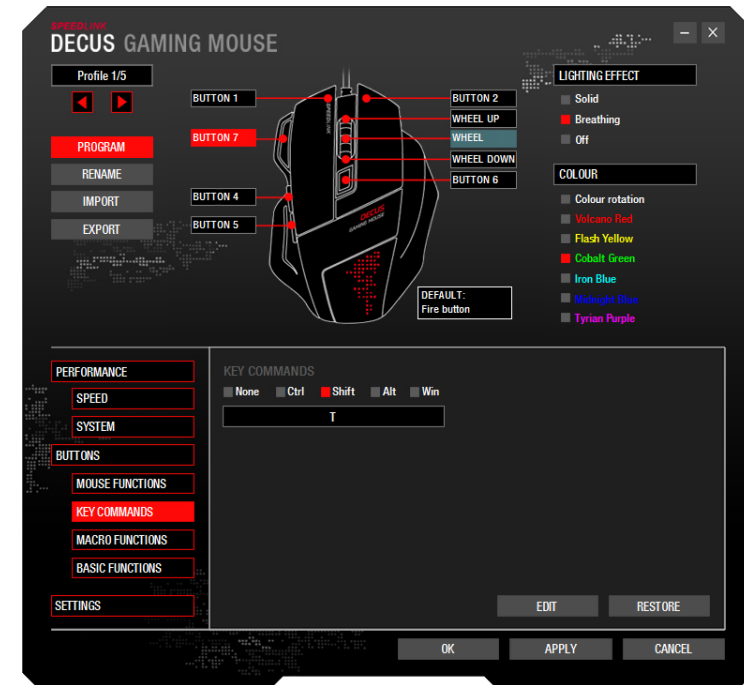 SPEEDLINK
DECUS GAMING MOUSE
Profile 1/5
PROGRAM
RENAME
IMPORT
EXPORT
BUTTON 1
BUTTON 7
BUTTON 4
BUTTON 5
BUTTON 2
WHEEL UP
WHEEL
WHEEL DOWN
BUTTON 6
SPEEDLINK
DECUS
GAMING MOUSE
DEFAULT:
Fire button
LIGHTING EFFECT
Solid
Breathing
Off
COLOUR
Colour rotation
Volcano Red
Flash Yellow
Cobalt Green
Iron Blue
Midnight Blue
Tyrian Purple
PERFORMANCE
SPEED
SYSTEM
BUTTONS
MOUSE FUNCTIONS
KEY COMMANDS
MACRO FUNCTIONS
BASIC FUNCTIONS
SETTINGS
KEY COMMANDS
None Ctrl Shift Alt Win
T
EDIT RESTORE
OK APPLY CANCEL